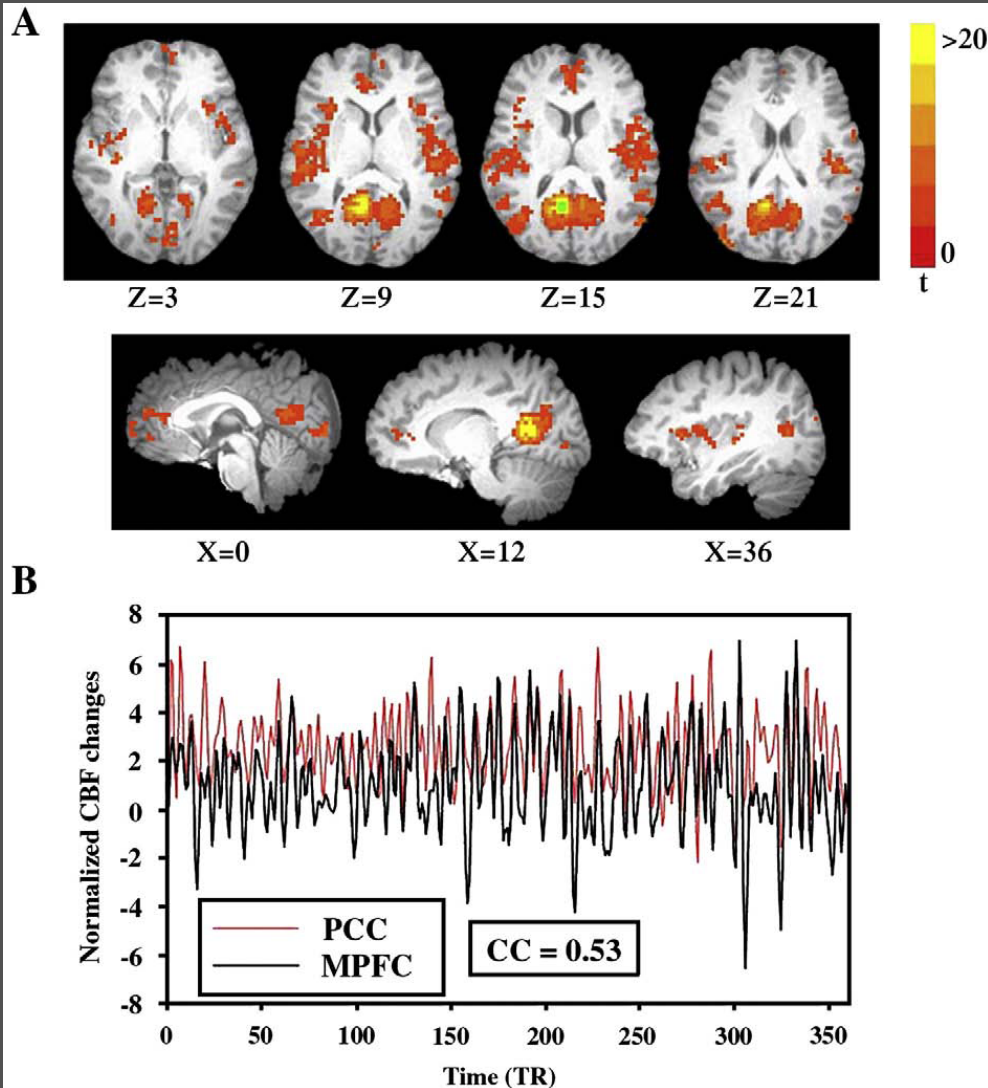 A
>20
0
t
Z=3 Z=9 Z=15 Z=21
X=0 X=12 X=36
B
Normalized CBF changes
8
6
4
2
0
-2
-4
-6
-8
PCC
MPFC
CC = 0.53
0 50 100 150 200 250 300 350
Time (TR)